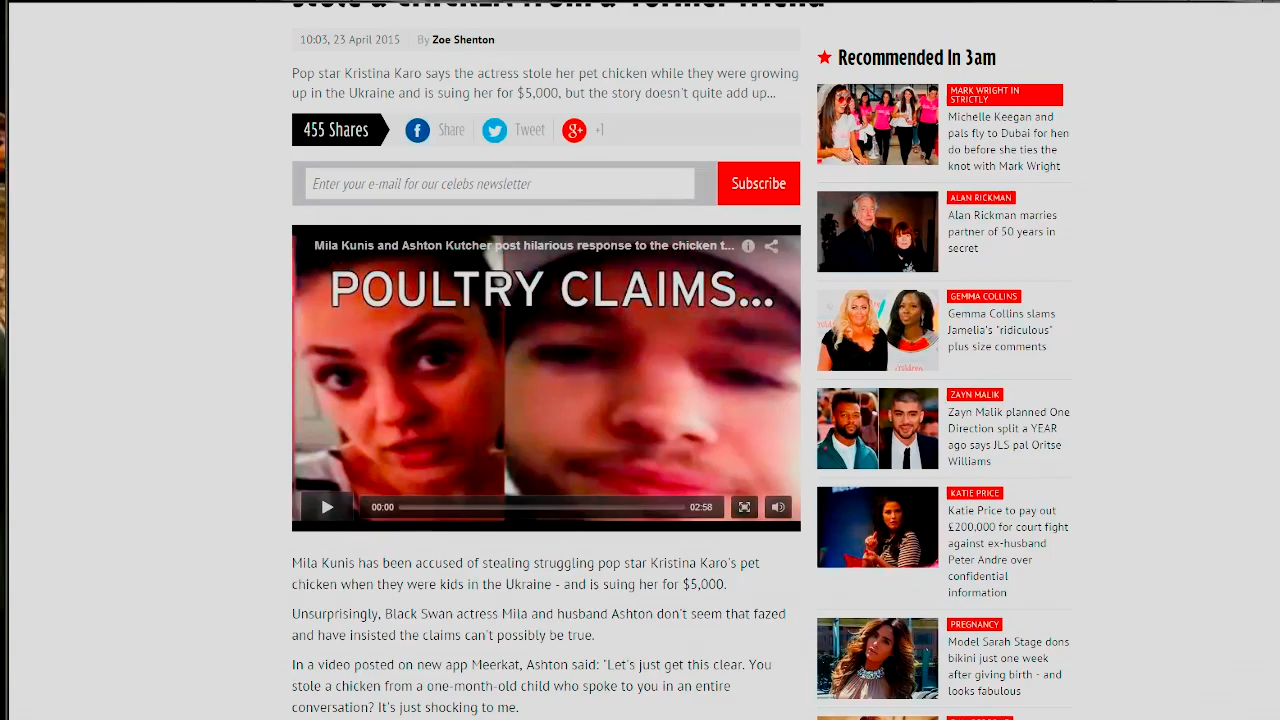 stole a CHICKEN from a former friend
10:03, 23 April 2015
By Zoe Shenton
Pop star Kristina Karo says the actress stole her pet chicken while they were growing
up in the Ukraine and is suing her for $5,000, but the story doesn't quite add up...
455 Shares
Share
Tweet
+1
Enter your e-mail for our celebs newsletter
Subscribe
Mila Kunis and Ashton Kutcher post hilarious response to the chicken t...
POULTRY CLAIMS...
00:00
02:58
Mila Kunis has been accused of stealing struggling pop star Kristina Karo's pet
chicken when they were kids in the Ukraine - and is suing her for $5,000.
Unsurprisingly, Black Swan actress Mila and husband Ashton don't seem that fazed
and have insisted the claims can't possibly be true.
In a video posted on new app Meerkat, Ashton said: "Let's just get this clear. You
stole a chicken from a one-month-old child who spoke to you in an entire
conversation? It's just shocking to me.
Recommended In 3am
MARK WRIGHT IN
STRICTLY
Michelle Keegan and
pals fly to Dubai for hen
do before she ties the
knot with Mark Wright
ALAN RICKMAN
Alan Rickman marries
partner of 50 years in
secret
GEMMA COLLINS
Gemma Collins slams
Jamelia's "ridiculous"
plus size comments
ZAYN MALIK
Zayn Malik planned One
Direction split a YEAR
ago says JLS pal Oritse
Williams
KATIE PRICE
Katie Price to pay out
£200,000 for court fight
against ex-husband
Peter Andre over
confidential
information
PREGNANCY
Model Sarah Stage dons
bikini just one week
after giving birth - and
looks fabulous